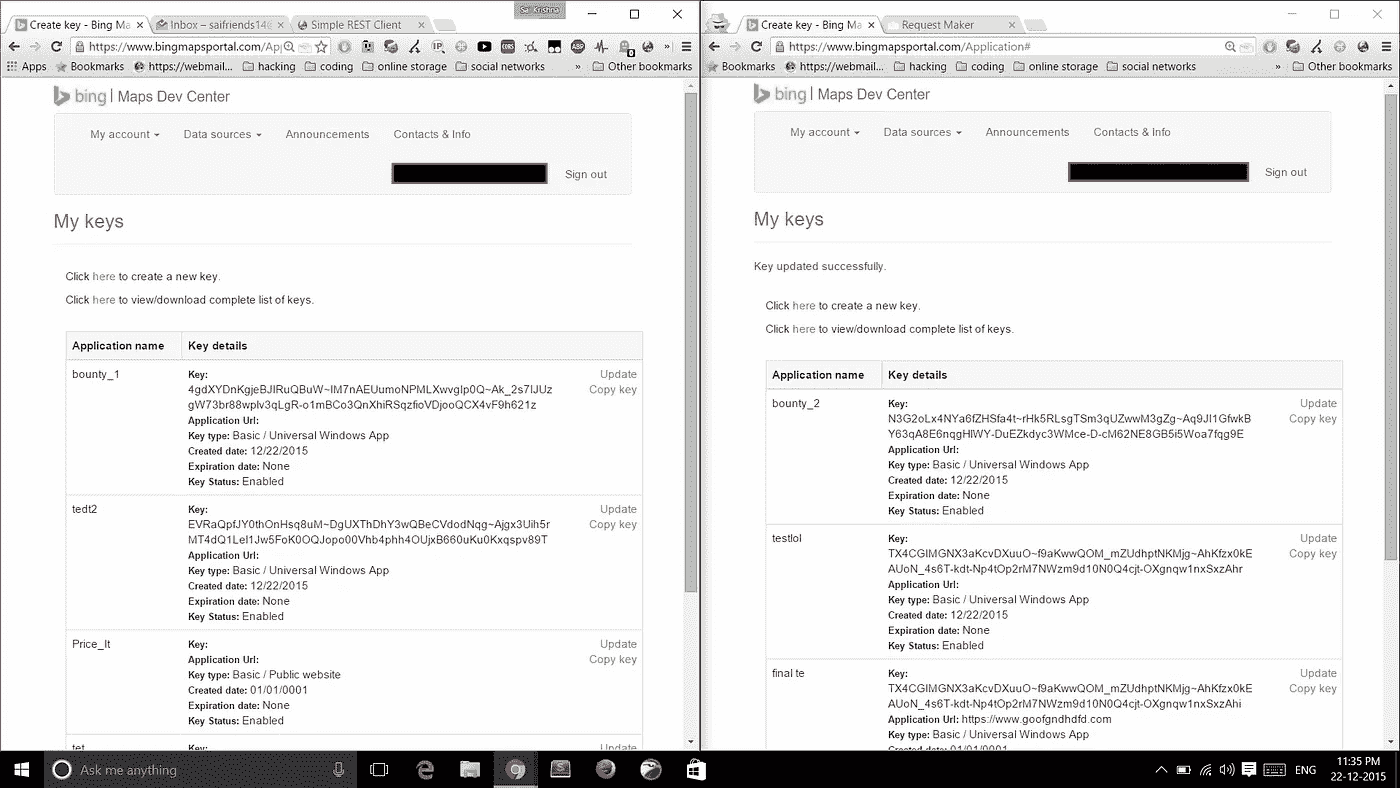 Sai Krishna
Create key - Bing Ma
Inbox – saifriends14@
Simple REST Client
https://www.bingmapsportal.com/App
Apps
Bookmarks
https://webmail...
hacking
coding
online storage
social networks
»
Other bookmarks
bing | Maps Dev Center
My account
Data sources
Announcements
Contacts & Info
Sign out
My keys
Click here to create a new key.
Click here to view/download complete list of keys.
Application name
Key details
bounty_1
Key:
Update
4gdXYDnKgjeBJIRuQBuW~IM7nAEUumoNPMLXwvgIp0Q~Ak_2s7IJUz
Copy key
gW73br88wplv3qLgR-o1mBCo3QnXhiRSqzfioVDjooQCX4vF9h621z
Application Url:
Key type: Basic / Universal Windows App
Created date: 12/22/2015
Expiration date: None
Key Status: Enabled
tedt2
Key:
Update
EVRaQpfJY0thOnHsq8uM~DgUXThDhY3wQBeCVdodNqg~Ajgx3Uih5r
Copy key
MT4dQ1LeI1Jw5FoK0OQJopo00Vhb4phh4OUjxB660uKu0Kxqspv89T
Application Url:
Key type: Basic / Universal Windows App
Created date: 12/22/2015
Expiration date: None
Key Status: Enabled
Price_It
Key:
Update
Application Url:
Copy key
Key type: Basic / Public website
Created date: 01/01/0001
Expiration date: None
Key Status: Enabled
tet
Key:
Update
Create key - Bing Ma
Request Maker
https://www.bingmapsportal.com/Application#
Bookmarks
https://webmail...
hacking
coding
online storage
social networks
»
Other bookmarks
bing | Maps Dev Center
My account
Data sources
Announcements
Contacts & Info
Sign out
My keys
Key updated successfully.
Click here to create a new key.
Click here to view/download complete list of keys.
Application name
Key details
bounty_2
Key:
Update
N3G2oLx4NYa6fZHSfa4t~rHk5RLsgTSm3qUZwwM3gZg~Aq9JI1GfwkB
Copy key
Y63qA8E6nqgHIWY-DuEZkdyc3WMce-D-cM62NE8GB5i5Woa7fqg9E
Application Url:
Key type: Basic / Universal Windows App
Created date: 12/22/2015
Expiration date: None
Key Status: Enabled
testlol
Key:
Update
TX4CGIMGNX3aKcvDXuuO~f9aKwwQOM_mZUdhptNKMjg~AhKfzx0kE
Copy key
AUoN_4s6T-kdt-Np4tOp2rM7NWzm9d10N0Q4cjt-OXgnqw1nxSxzAhr
Application Url:
Key type: Basic / Universal Windows App
Created date: 12/22/2015
Expiration date: None
Key Status: Enabled
final te
Key:
Update
TX4CGIMGNX3aKcvDXuuO~f9aKwwQOM_mZUdhptNKMjg~AhKfzx0kE
Copy key
AUoN_4s6T-kdt-Np4tOp2rM7NWzm9d10N0Q4cjt-OXgnqw1nxSxzAhi
Application Url: https://www.goofgndhdfd.com
Key type: Basic / Universal Windows App
Created date: 01/01/0001
Ask me anything
ENG
11:35 PM
22-12-2015